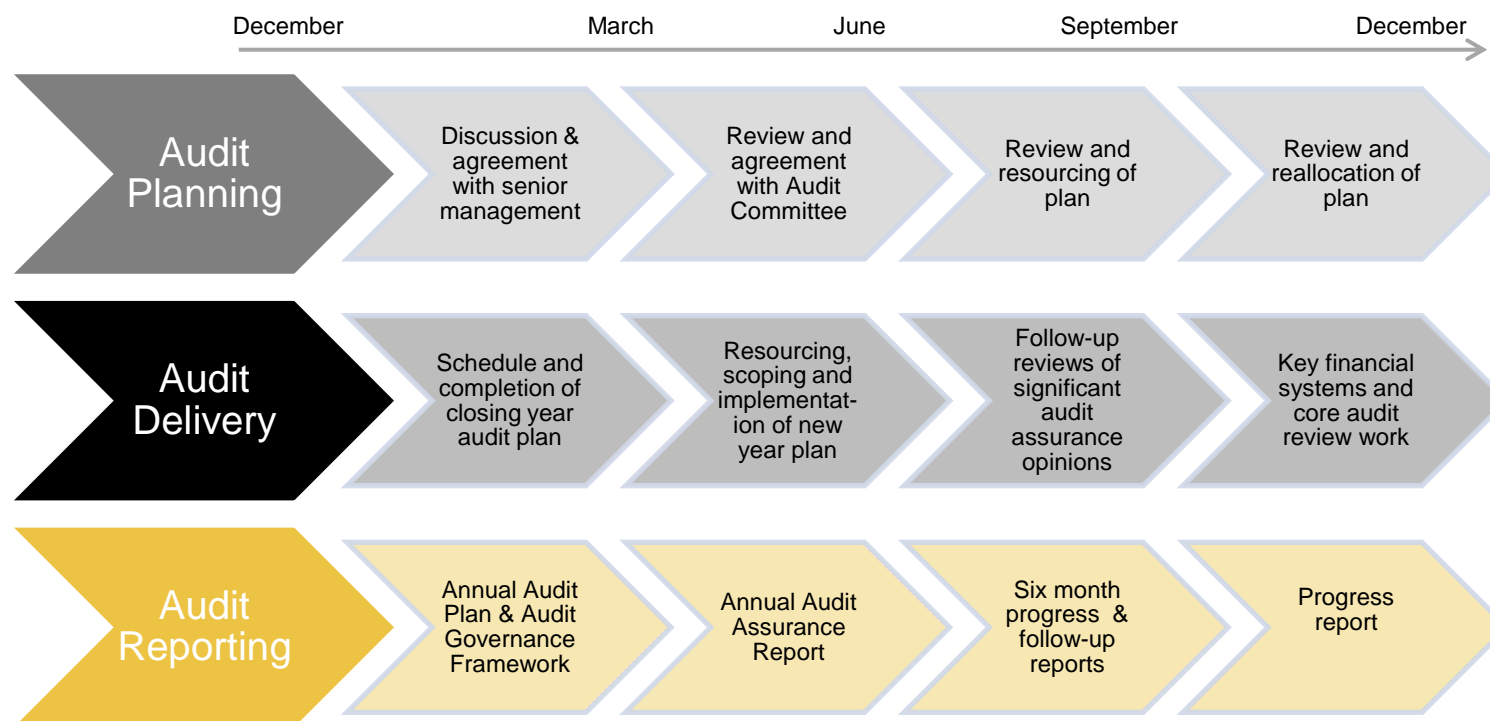 December March June September December
Audit
Planning
Discussion &
agreement
with senior
management
Review and
agreement
with Audit
Committee
Review and
resourcing of
plan
Review and
reallocation of
plan
Audit
Delivery
Schedule and
completion of
closing year
audit plan
Resourcing,
scoping and
implementat-
ion of new
year plan
Follow-up
reviews of
significant
audit
assurance
opinions
Key financial
systems and
core audit
review work
Audit
Reporting
Annual Audit
Plan & Audit
Governance
Framework
Annual Audit
Assurance
Report
Six month
progress &
follow-up
reports
Progress
report